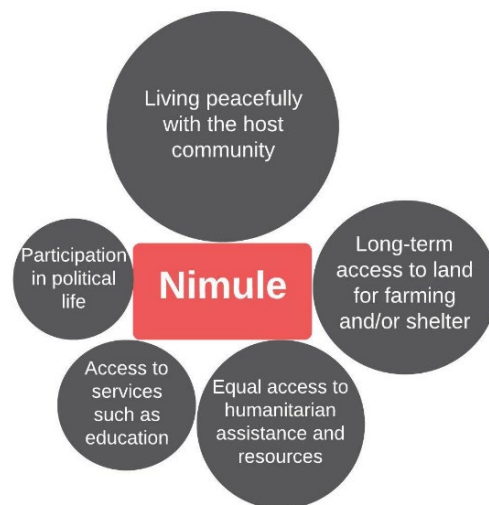 Living peacefully
with the host
community
Participation
in political
life
Nimule
Long-term
access to land
for farming
and/or shelter
Access to
services
such as
education
Equal access to
humanitarian
assistance and
resources